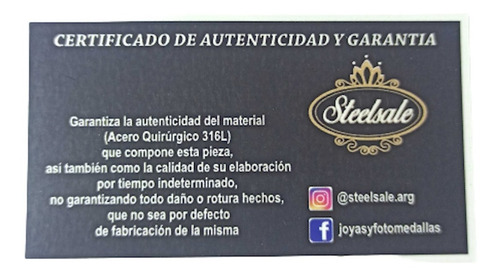 CERTIFICADO DE AUTENTICIDAD Y GARANTIA
Steelsale
Garantiza la autenticidad del material
(Acero Quirúrgico 316L)
que compone esta pieza,
asi también como la calidad de su elaboración
por tiempo indeterminado,
no garantizando todo daño o rotura hechos,
que no sea por defecto
de fabricación de la misma
@steelsale.arg
joyasyfotomedallas